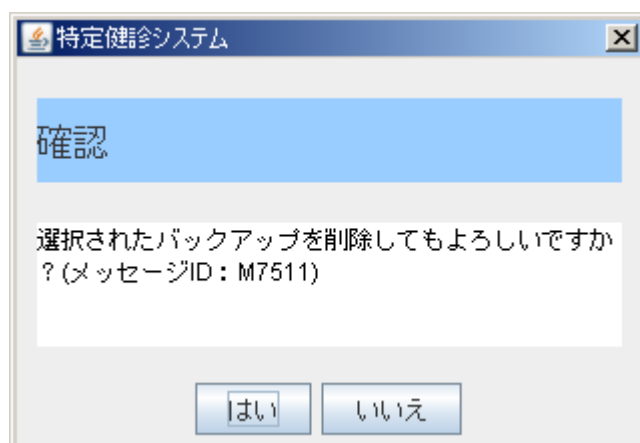 特定健診システム
確認
選択されたバックアップを削除してもよろしいですか
？(メッセージID：M7511)
はい
いいえ